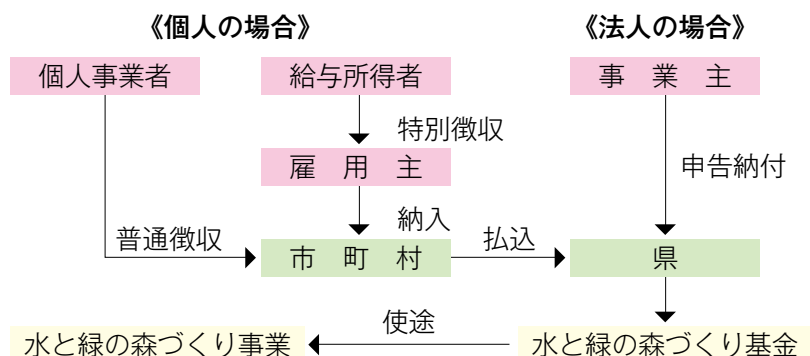 《個人の場合》
《法人の場合》
個人事業者
給与所得者
事業主
特別徴収
雇用主
申告納付
納入
普通徴収
市町村
払込
県
使途
水と緑の森づくり事業
水と緑の森づくり基金